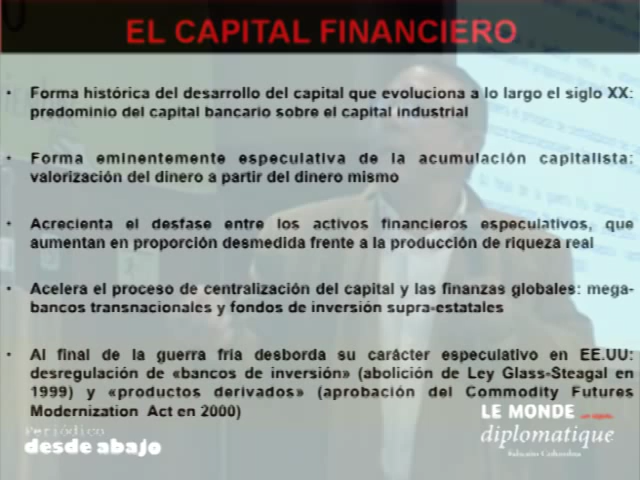 EL CAPITAL FINANCIERO
• Forma histórica del desarrollo del capital que evoluciona a lo largo el siglo XX:
predominio del capital bancario sobre el capital industrial
• Forma eminentemente especulativa de la acumulación capitalista:
valorización del dinero a partir del dinero mismo
• Acrecienta el desfase entre los activos financieros especulativos, que
aumentan en proporción desmedida frente a la producción de riqueza real
• Acelera el proceso de centralización del capital y las finanzas globales: mega-
bancos transnacionales y fondos de inversión supra-estatales
• Al final de la guerra fría desborda su carácter especulativo en EE.UU:
desregulación de «bancos de inversión» (abolición de Ley Glass-Steagal en
1999) y «productos derivados» (aprobación del Commodity Futures
Modernization Act en 2000)
Periódico
desde abajo
LE MONDE
diplomatique